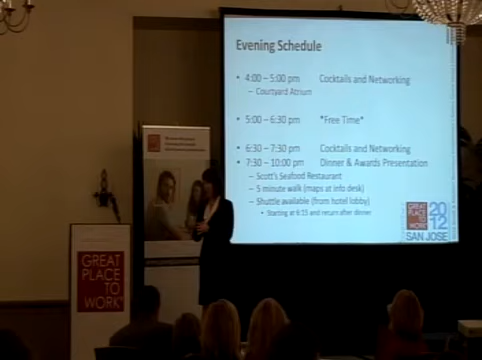 Evening Schedule
• 4:00 – 5:00 pm Cocktails and Networking
– Courtyard Atrium
• 5:00 – 6:30 pm *Free Time*
• 6:30 – 7:30 pm Cocktails and Networking
• 7:30 – 10:00 pm Dinner & Awards Presentation
– Scott's Seafood Restaurant
– 5 minute walk (maps at info desk)
– Shuttle available (from hotel lobby)
• Starting at 6:15 and return after dinner
GREAT
PLACE
TO
WORK
2012
SAN JOSE
GREAT
PLACE
TO
WORK